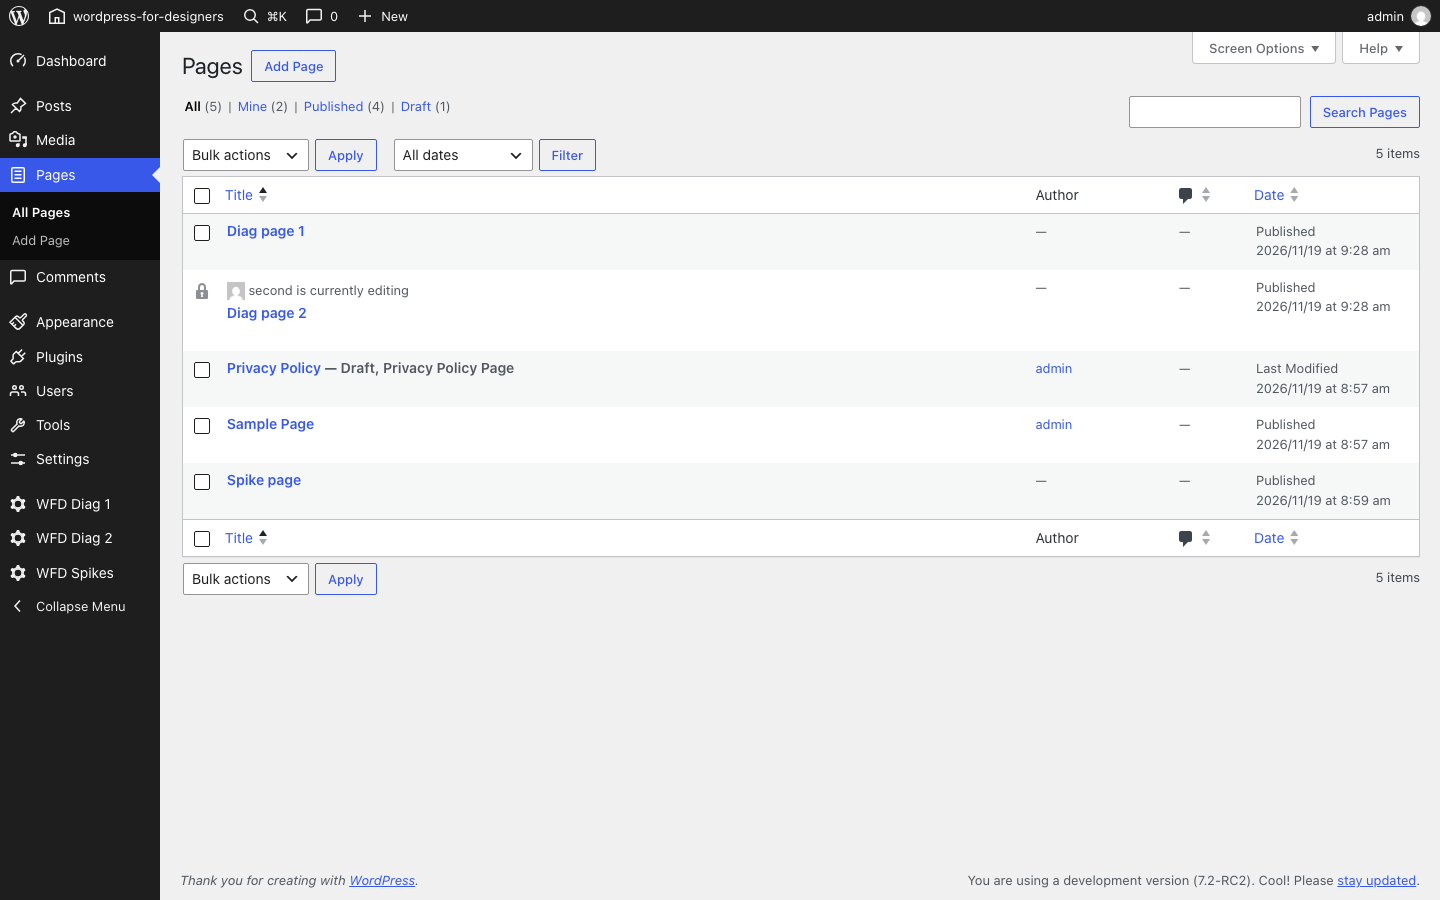 wordpress-for-designers ⌘K 0 New admin
Dashboard
Posts
Media
Pages
All Pages
Add Page
Comments
Appearance
Plugins
Users
Tools
Settings
WFD Diag 1
WFD Diag 2
WFD Spikes
Collapse Menu
Screen Options Help
Pages Add Page
All (5) | Mine (2) | Published (4) | Draft (1)
Search Pages
Bulk actions Apply All dates Filter 5 items
Title Author Date
Diag page 1 — — Published
2026/11/19 at 9:28 am
second is currently editing — — Published
Diag page 2 2026/11/19 at 9:28 am
Privacy Policy — Draft, Privacy Policy Page admin — Last Modified
2026/11/19 at 8:57 am
Sample Page admin — Published
2026/11/19 at 8:57 am
Spike page — — Published
2026/11/19 at 8:59 am
Title Author Date
Bulk actions Apply 5 items
Thank you for creating with WordPress. You are using a development version (7.2-RC2). Cool! Please stay updated.